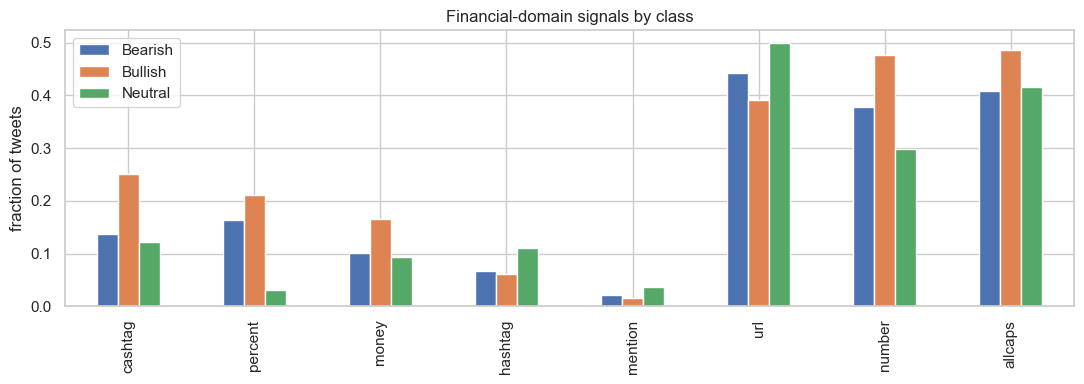 Financial-domain signals by class
Bearish
Bullish
Neutral
fraction of tweets
0.5
0.4
0.3
0.2
0.1
0.0
cashtag
percent
money
hashtag
mention
url
number
allcaps